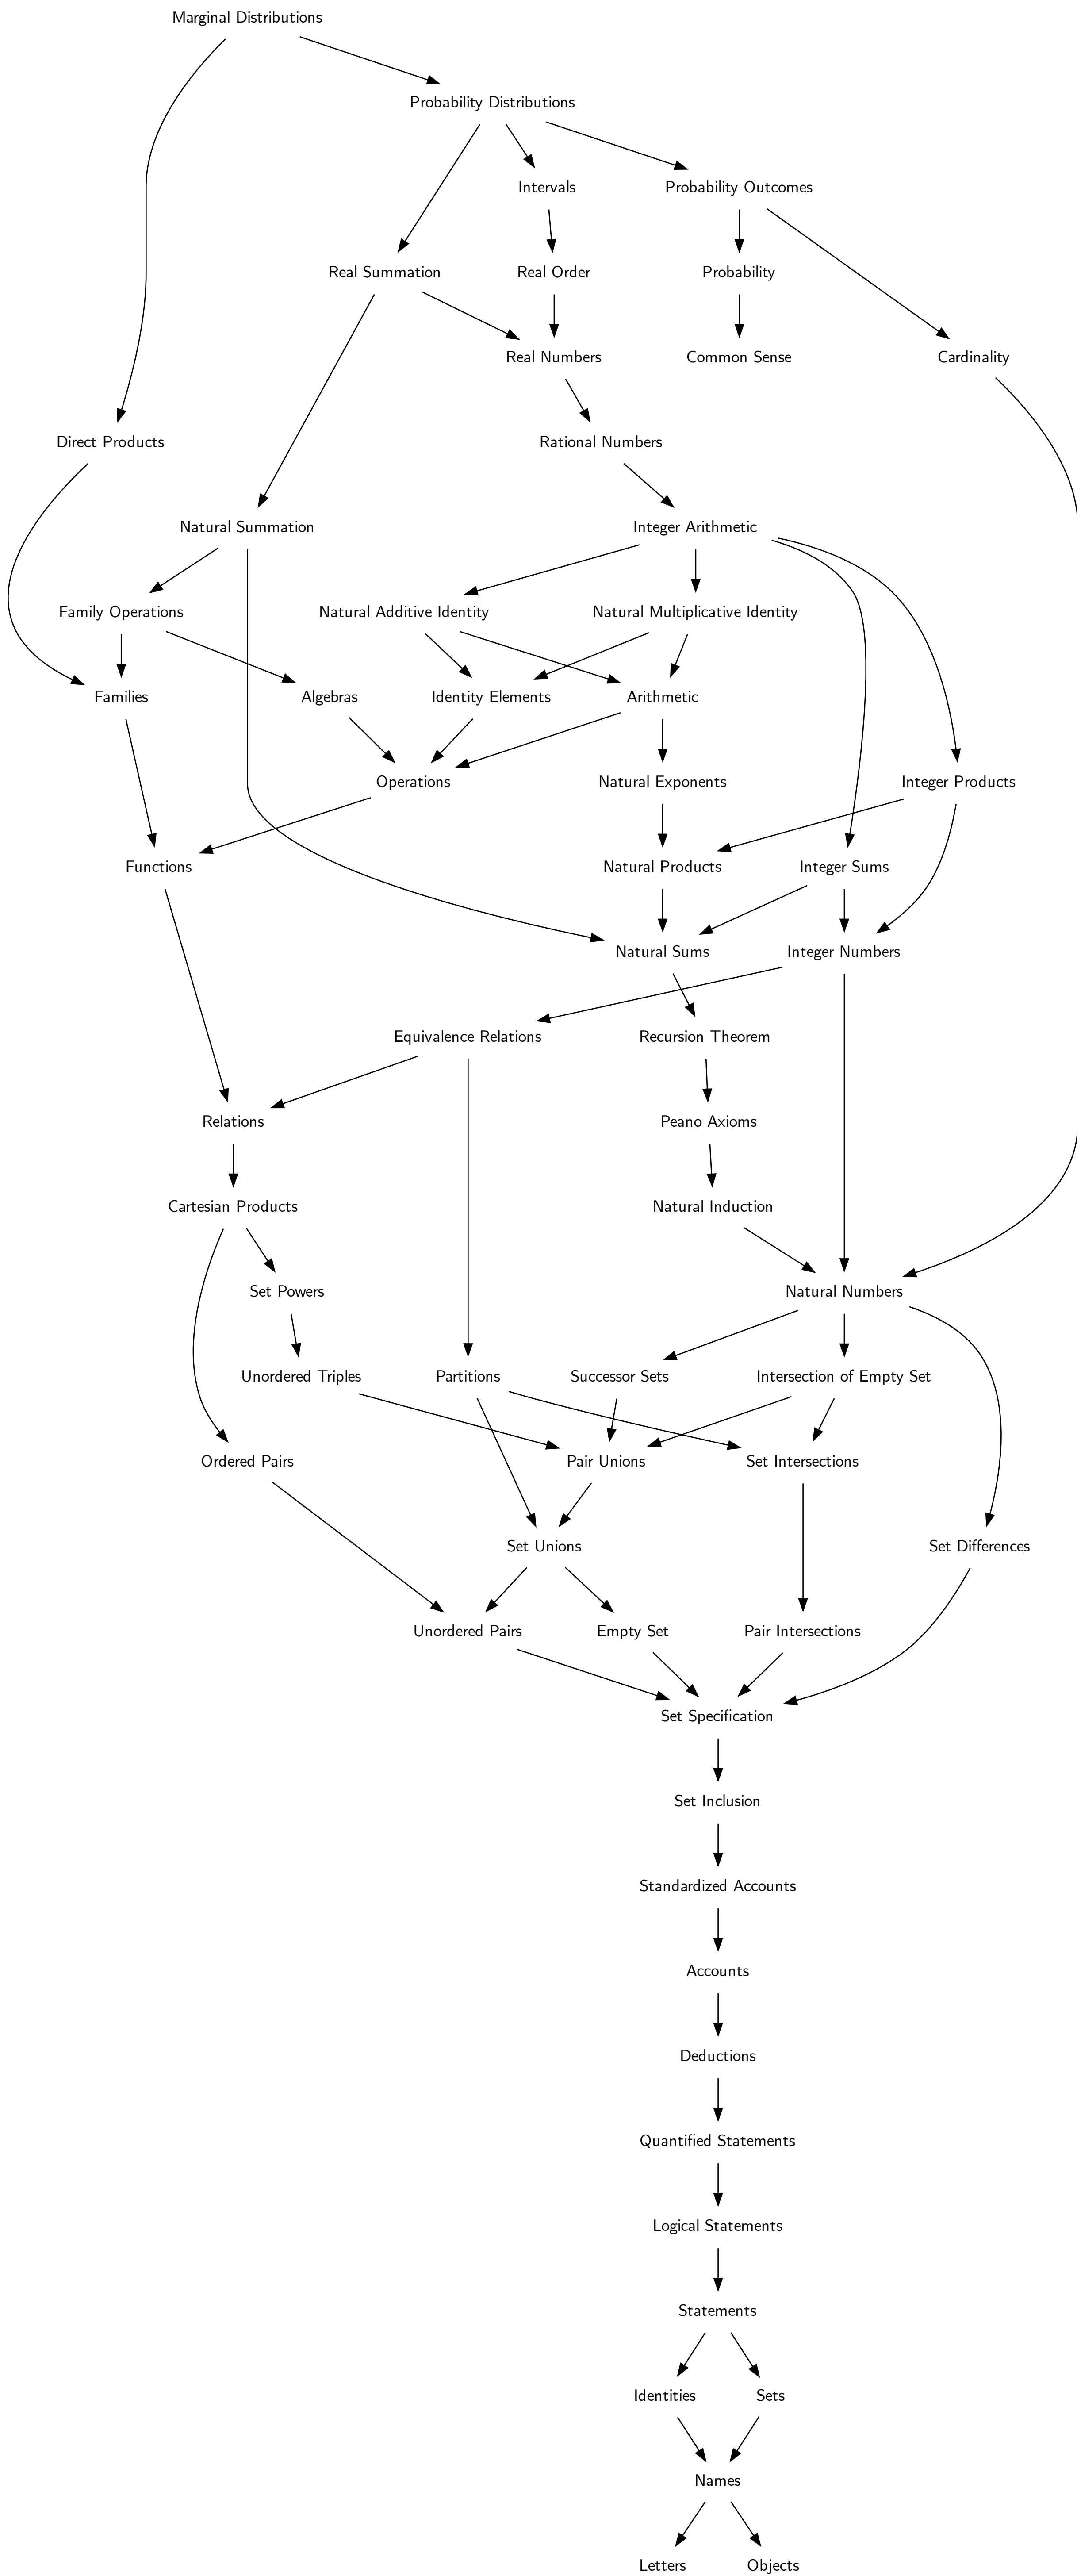 Marginal Distributions
Probability Distributions
Intervals
Probability Outcomes
Real Summation
Real Order
Probability
Real Numbers
Common Sense
Cardinality
Direct Products
Rational Numbers
Natural Summation
Integer Arithmetic
Family Operations
Natural Additive Identity
Natural Multiplicative Identity
Families
Algebras
Identity Elements
Arithmetic
Operations
Natural Exponents
Integer Products
Functions
Natural Products
Integer Sums
Natural Sums
Integer Numbers
Equivalence Relations
Recursion Theorem
Relations
Peano Axioms
Cartesian Products
Natural Induction
Set Powers
Natural Numbers
Unordered Triples
Partitions
Successor Sets
Intersection of Empty Set
Ordered Pairs
Pair Unions
Set Intersections
Set Unions
Set Differences
Unordered Pairs
Empty Set
Pair Intersections
Set Specification
Set Inclusion
Standardized Accounts
Accounts
Deductions
Quantified Statements
Logical Statements
Statements
Identities
Sets
Names
Letters
Objects